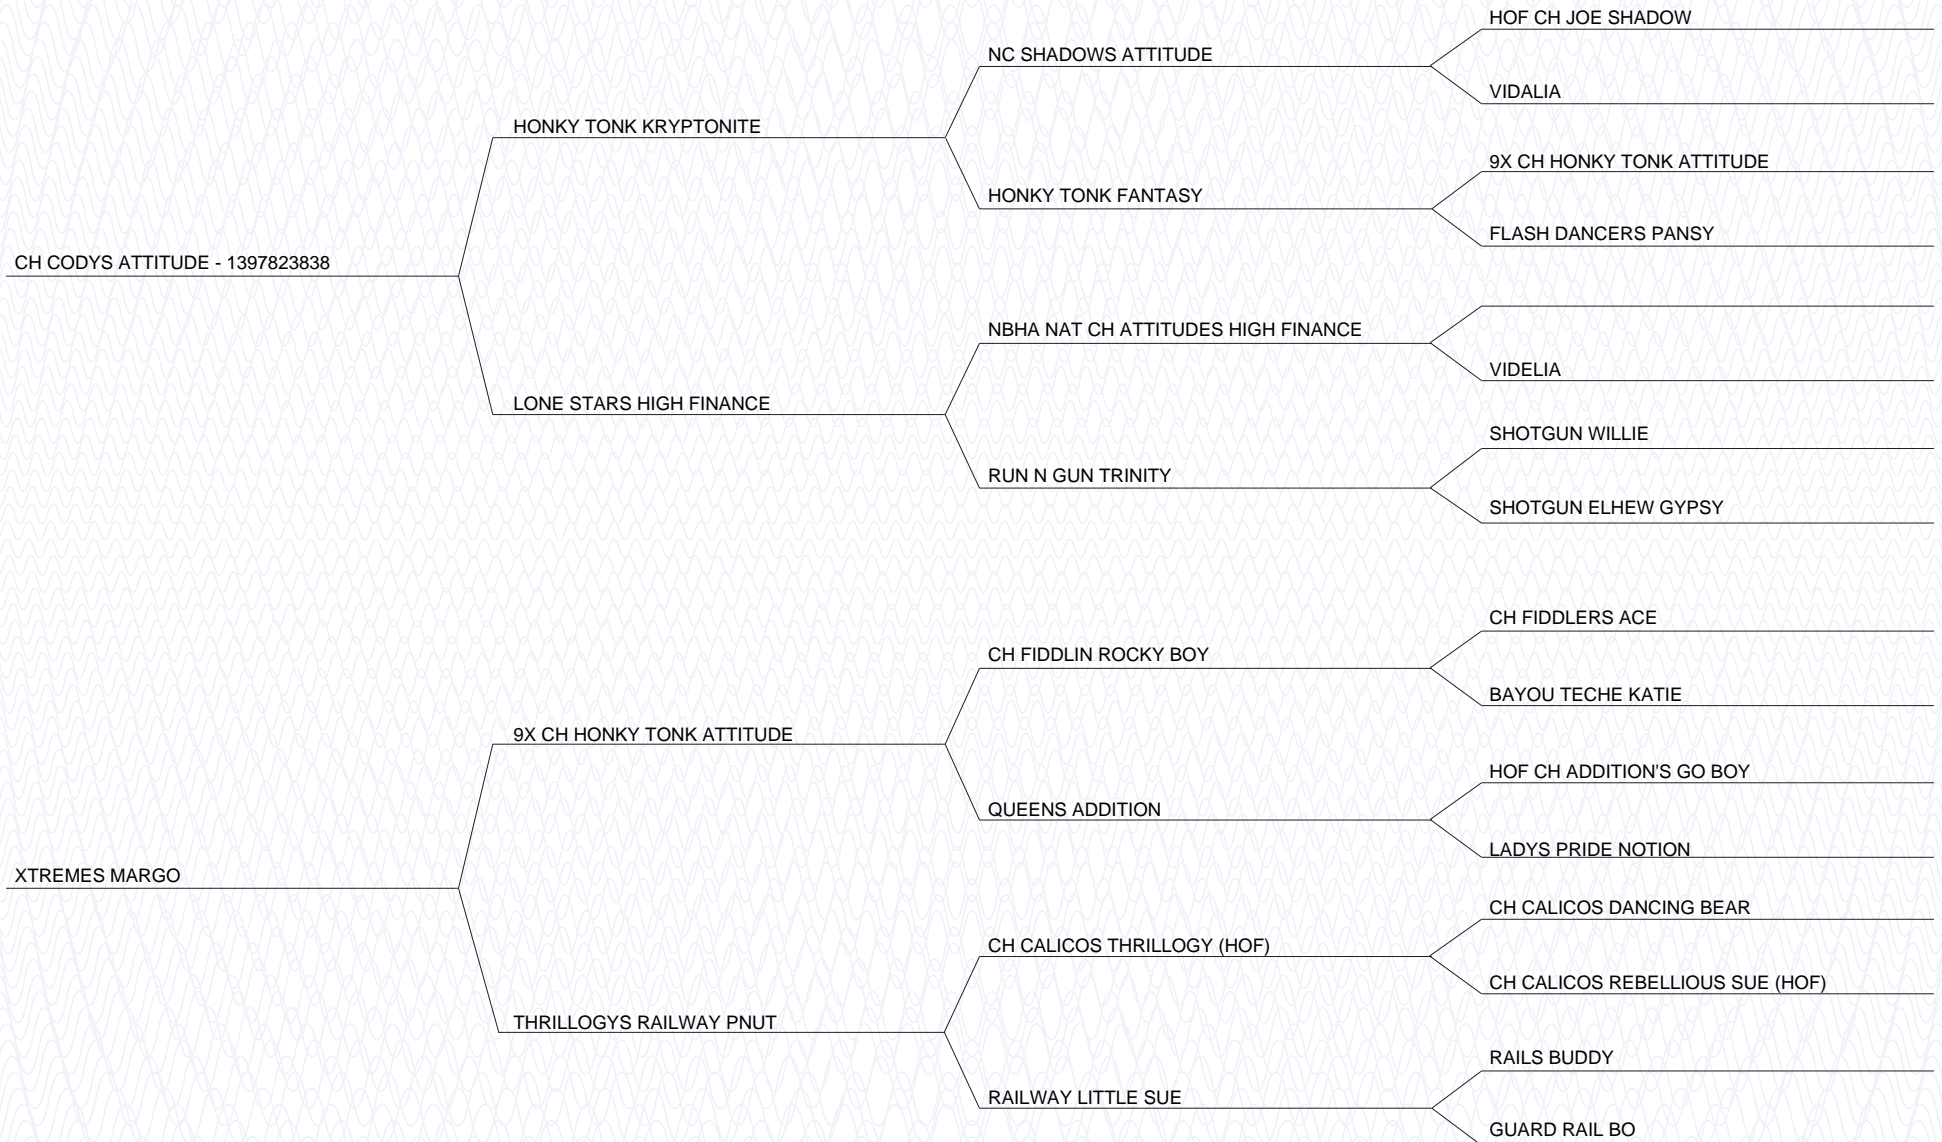 HOF CH JOE SHADOW
NC SHADOWS ATTITUDE
VIDALIA
HONKY TONK KRYPTONITE
9X CH HONKY TONK ATTITUDE
HONKY TONK FANTASY
FLASH DANCERS PANSY
CH CODYS ATTITUDE - 1397823838
NBHA NAT CH ATTITUDES HIGH FINANCE
VIDELIA
LONE STARS HIGH FINANCE
SHOTGUN WILLIE
RUN N GUN TRINITY
SHOTGUN ELHEW GYPSY
CH FIDDLERS ACE
CH FIDDLIN ROCKY BOY
BAYOU TECHE KATIE
9X CH HONKY TONK ATTITUDE
HOF CH ADDITION'S GO BOY
QUEENS ADDITION
LADYS PRIDE NOTION
XTREMES MARGO
CH CALICOS DANCING BEAR
CH CALICOS THRILLOGY (HOF)
CH CALICOS REBELLIOUS SUE (HOF)
THRILLOGYS RAILWAY PNUT
RAILS BUDDY
RAILWAY LITTLE SUE
GUARD RAIL BO